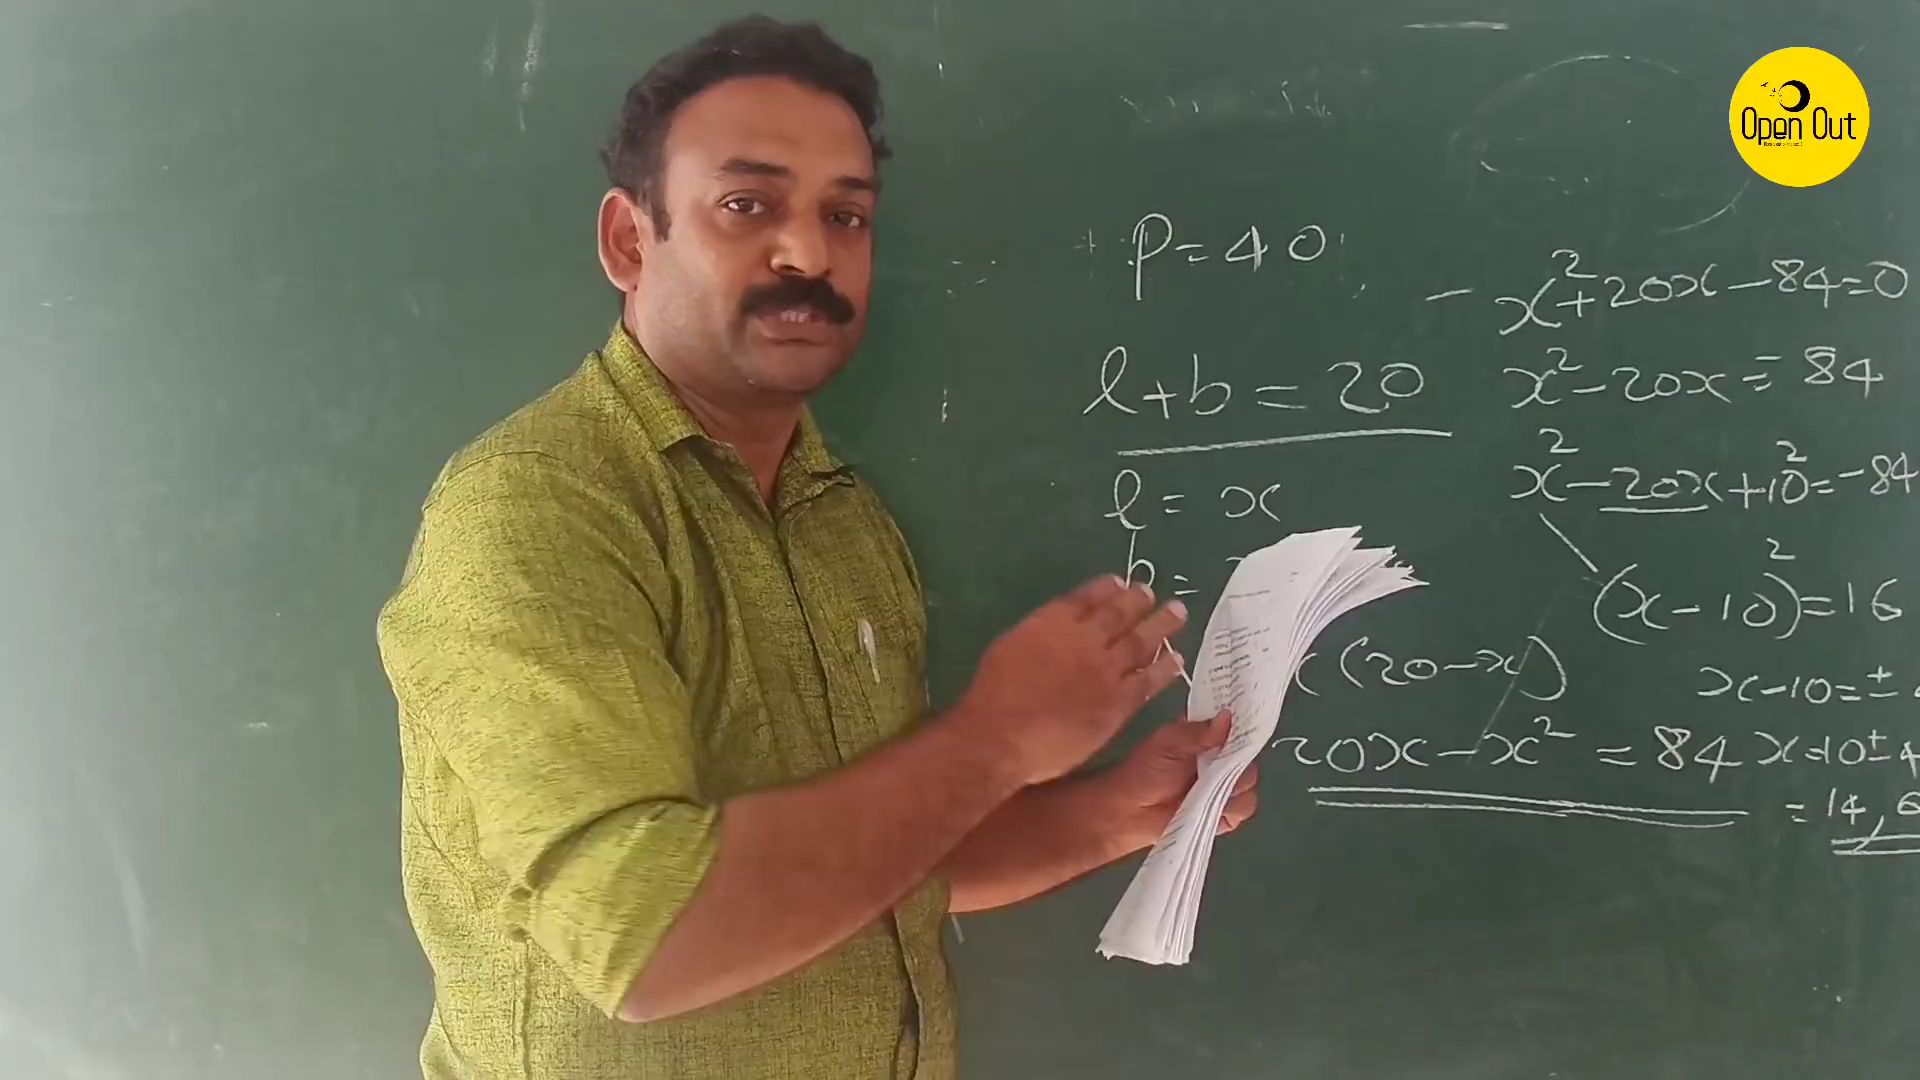 Open Out
P=40
l+b=20
l=x
b=
(20-x)
20x-x²=84
-x²+20x-84=0
x²-20x=-84
x²-20x+10²=-84
(x-10)²=16
x-10=±
x=10±4
=14,6